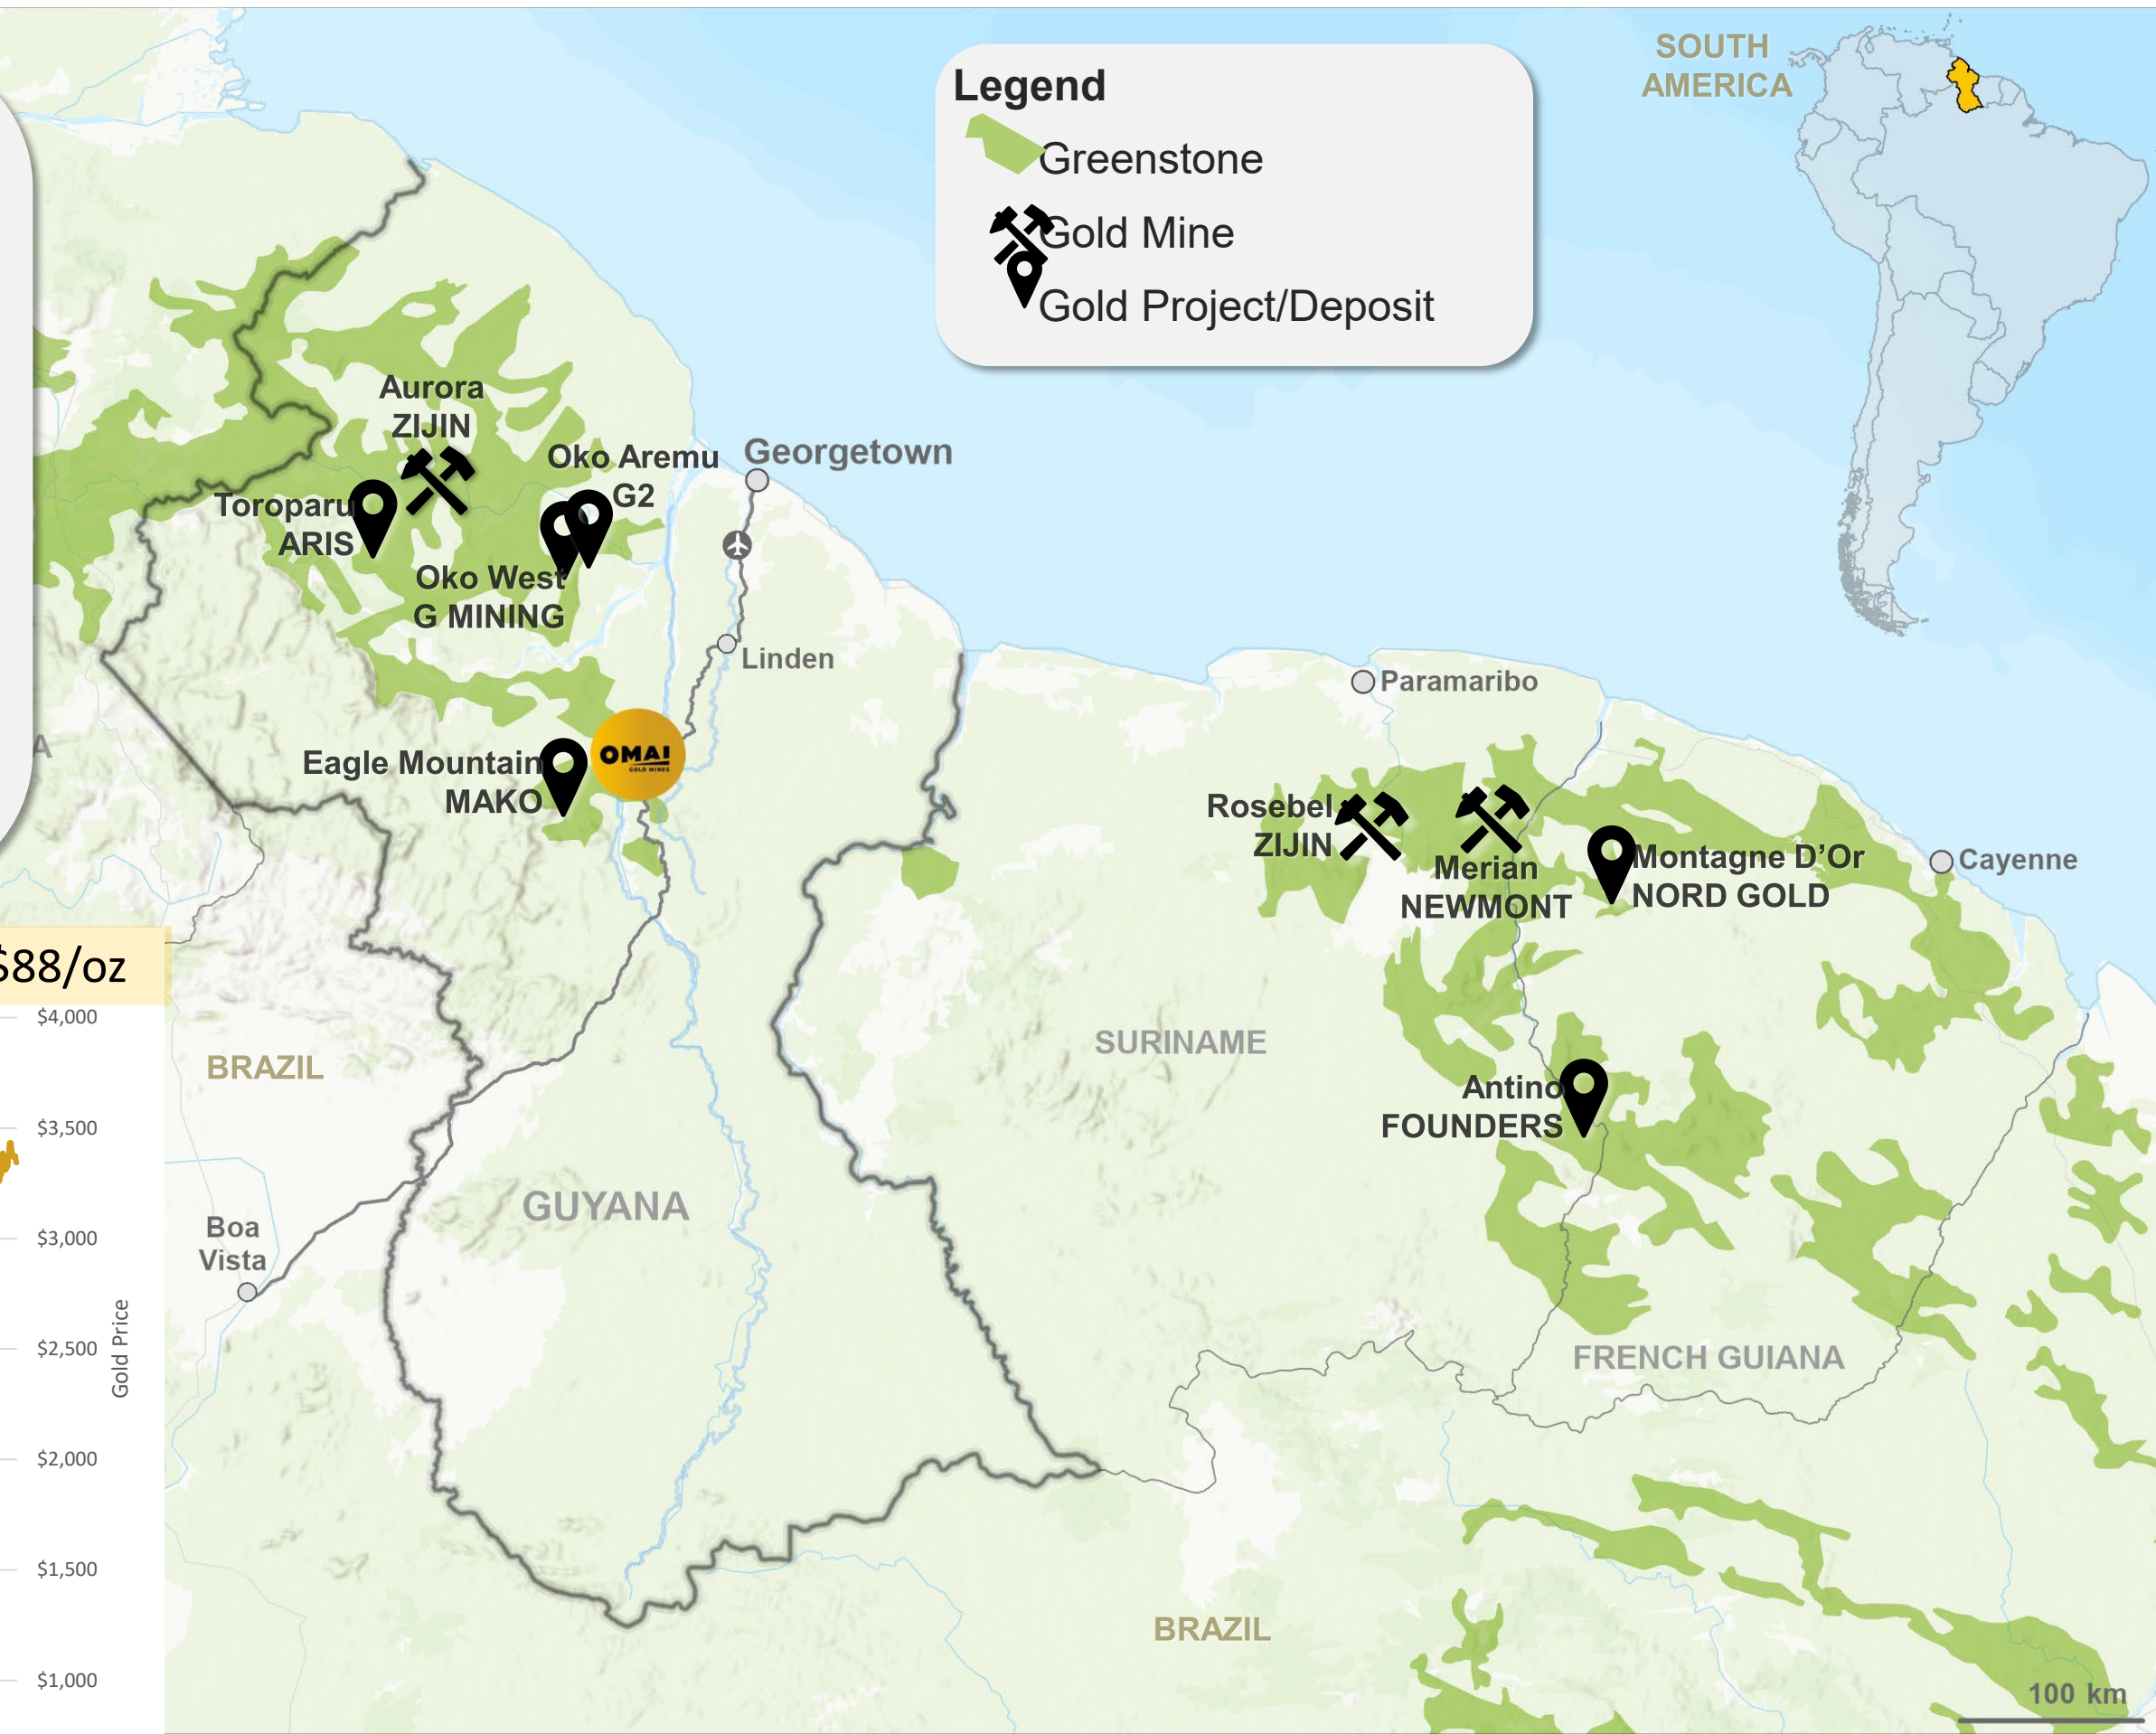 Legend
Greenstone
Gold Mine
Gold Project/Deposit
SOUTH
AMERICA
Aurora
ZIJIN
Oko Aremu
G2
Georgetown
Toroparu
ARIS
Oko West
G MINING
Linden
Paramaribo
A
Eagle Mountain
MAKO
OMAI
GOLD MINES
Rosebel
ZIJIN
Merian
NEWMONT
Montagne D’Or
NORD GOLD
Cayenne
$88/oz
$4,000
$3,500
$3,000
$2,500
$2,000
$1,500
$1,000
Gold Price
BRAZIL
SURINAME
Antino
FOUNDERS
GUYANA
Boa
Vista
FRENCH GUIANA
BRAZIL
100 km